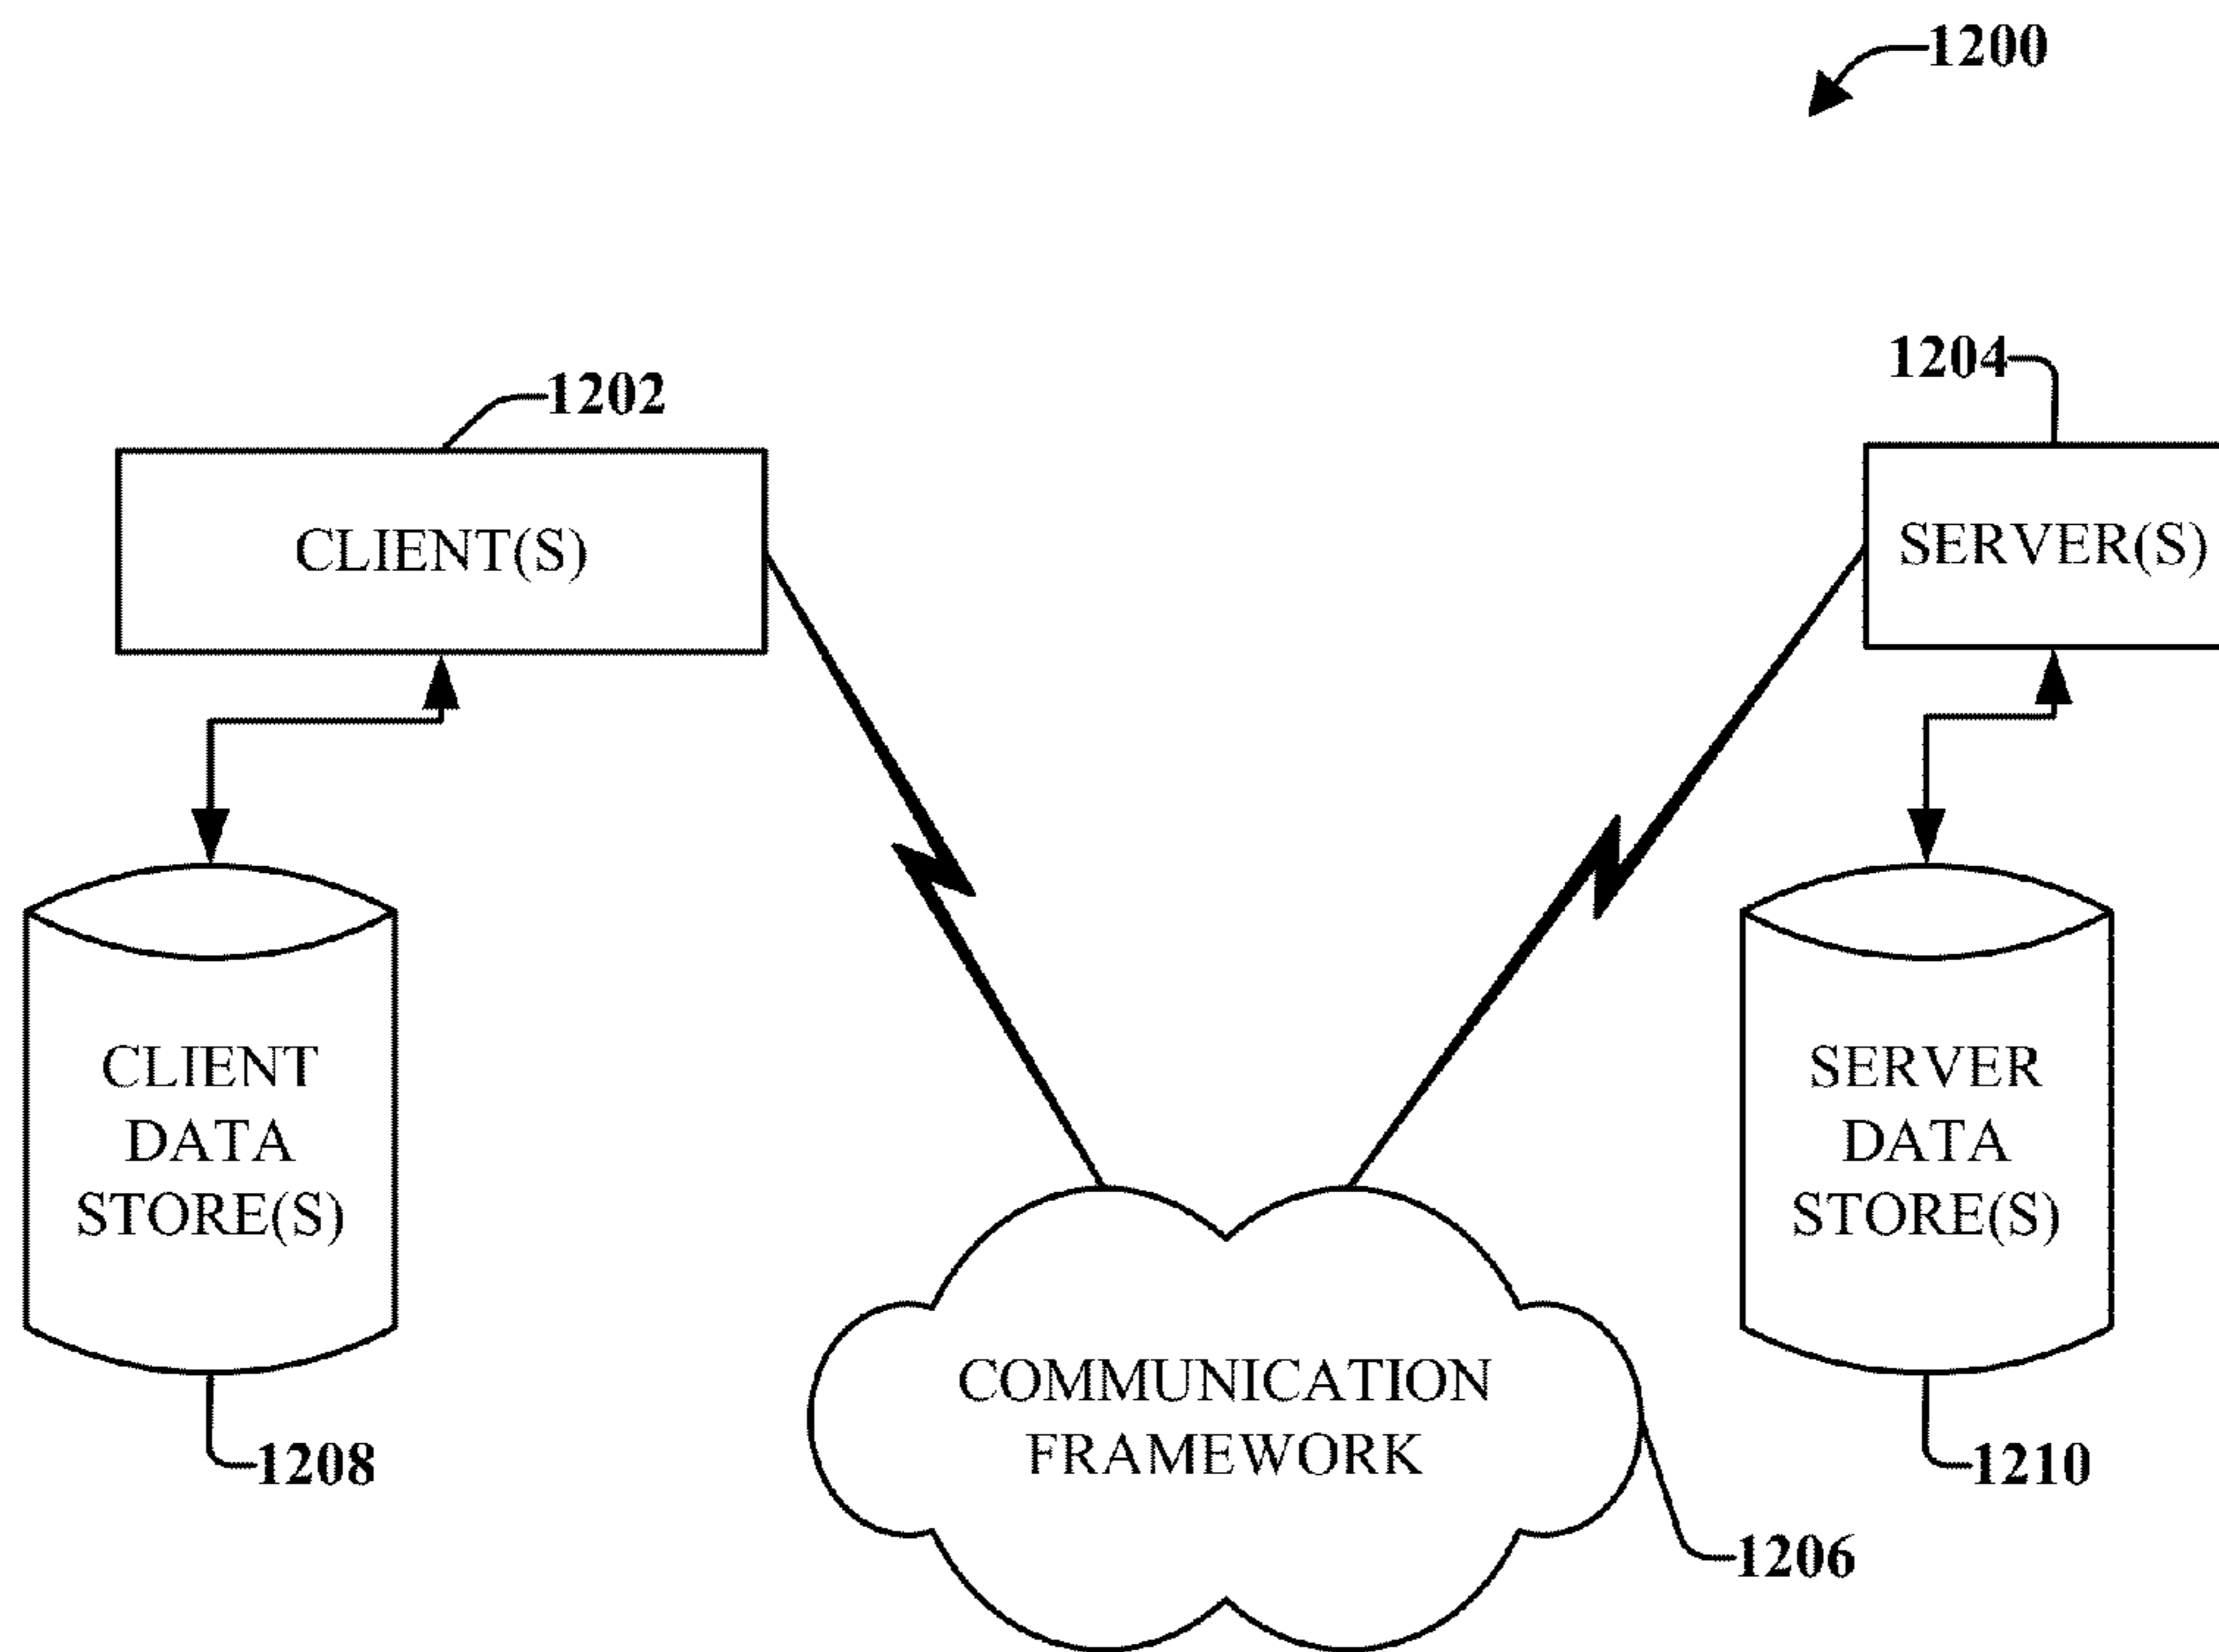 1200
1202
1204
CLIENT(S)
SERVER(S)
CLIENT
DATA
STORE(S)
SERVER
DATA
STORE(S)
COMMUNICATION
FRAMEWORK
1208
1210
1206